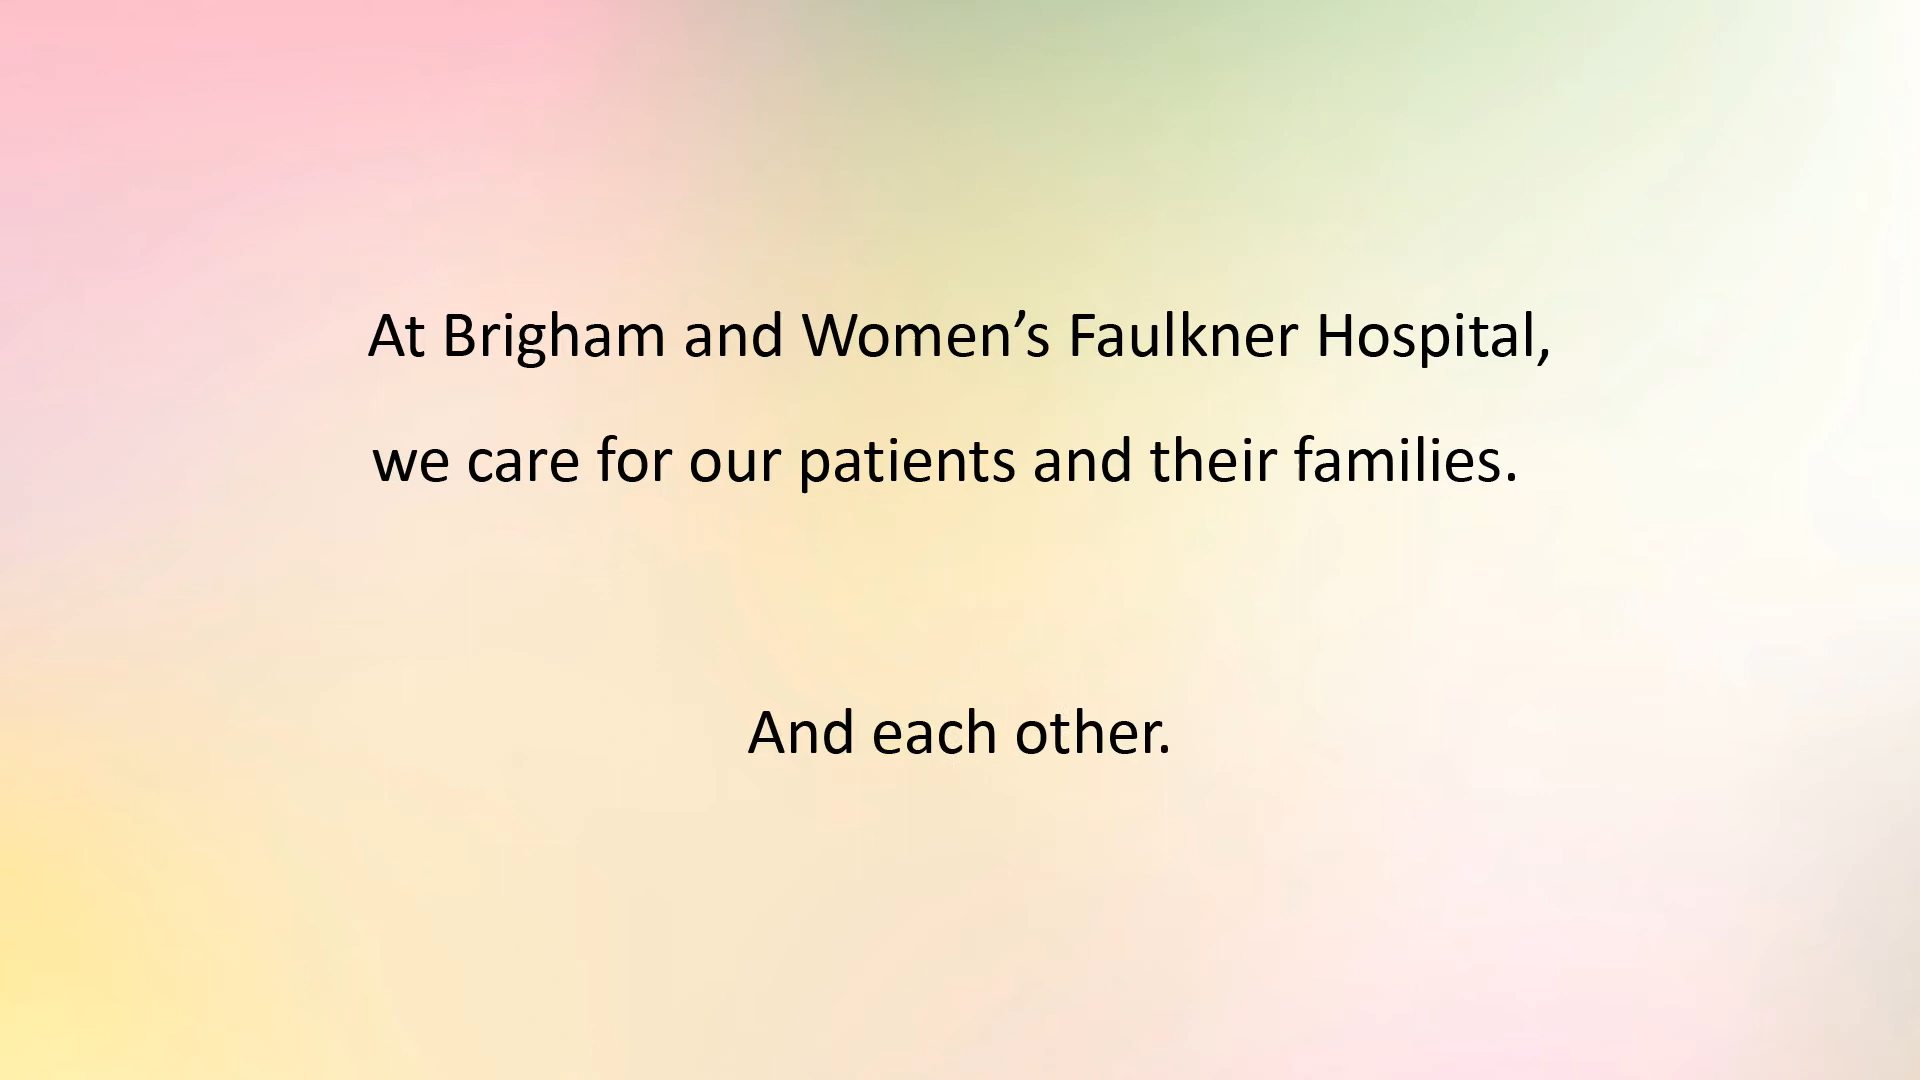 At Brigham and Women’s Faulkner Hospital,
we care for our patients and their families.
And each other.